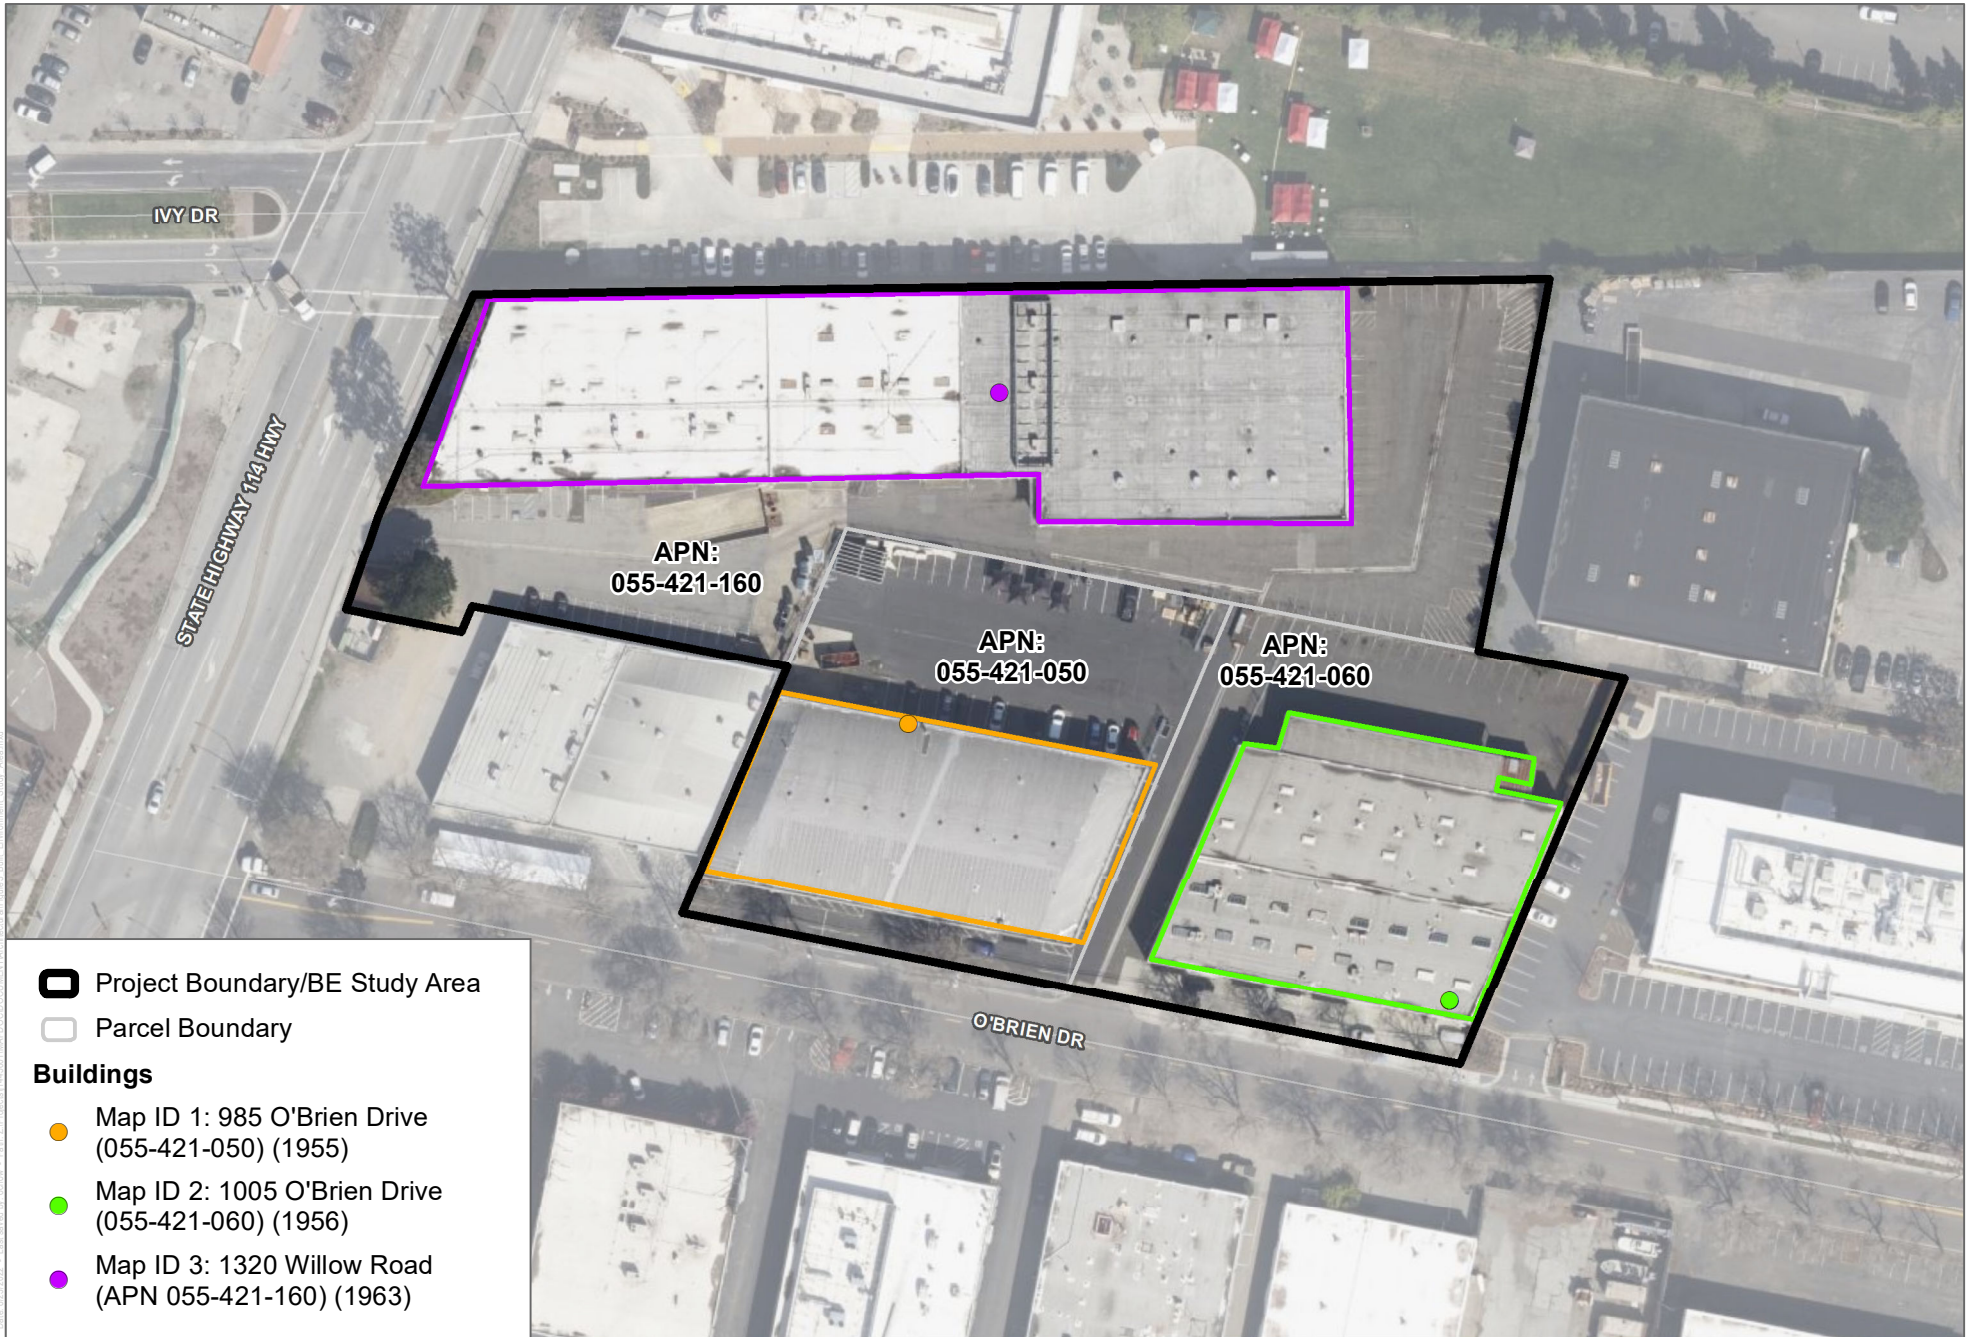 IVY DR
STATE HIGHWAY 114 HWY
APN:
055-421-160
APN:
055-421-050
APN:
055-421-060
O'BRIEN DR
Project Boundary/BE Study Area
Parcel Boundary
Buildings
Map ID 1: 985 O'Brien Drive
(055-421-050) (1955)
Map ID 2: 1005 O'Brien Drive
(055-421-060) (1956)
Map ID 3: 1320 Willow Road
(APN 055-421-160) (1963)